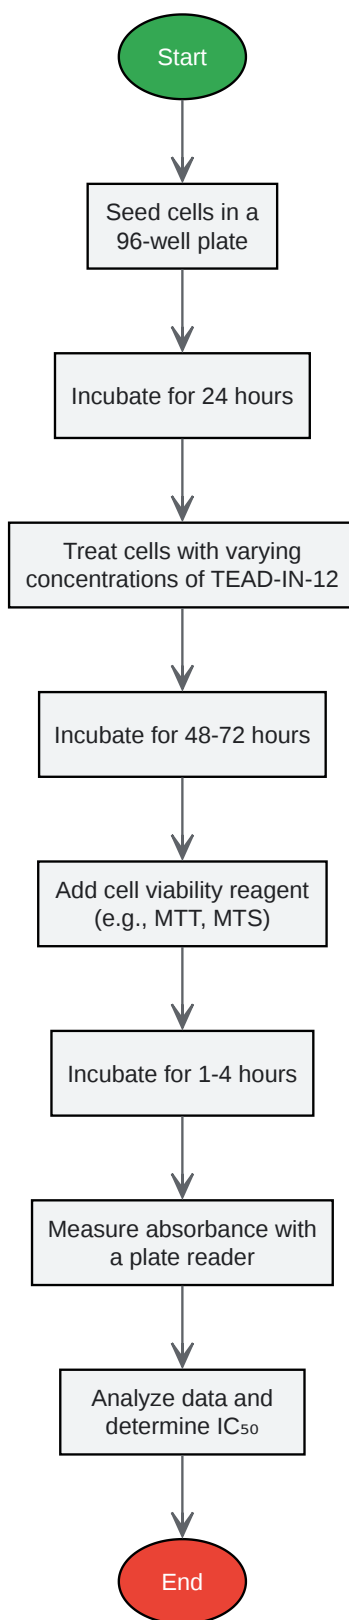 Start
Seed cells in a
96-well plate
Incubate for 24 hours
Treat cells with varying
concentrations of TEAD-IN-12
Incubate for 48-72 hours
Add cell viability reagent
(e.g., MTT, MTS)
Incubate for 1-4 hours
Measure absorbance with
a plate reader
Analyze data and
determine IC₅₀
End